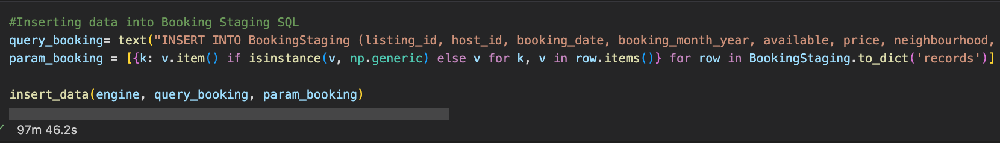 #Inserting data into Booking Staging SQL
query_booking= text("INSERT INTO BookingStaging (listing_id, host_id, booking_date, booking_month_year, available, price, neighbourhood,
param_booking = [{k: v.item() if isinstance(v, np.generic) else v for k, v in row.items()} for row in BookingStaging.to_dict('records')]
insert_data(engine, query_booking, param_booking)
97m 46.2s